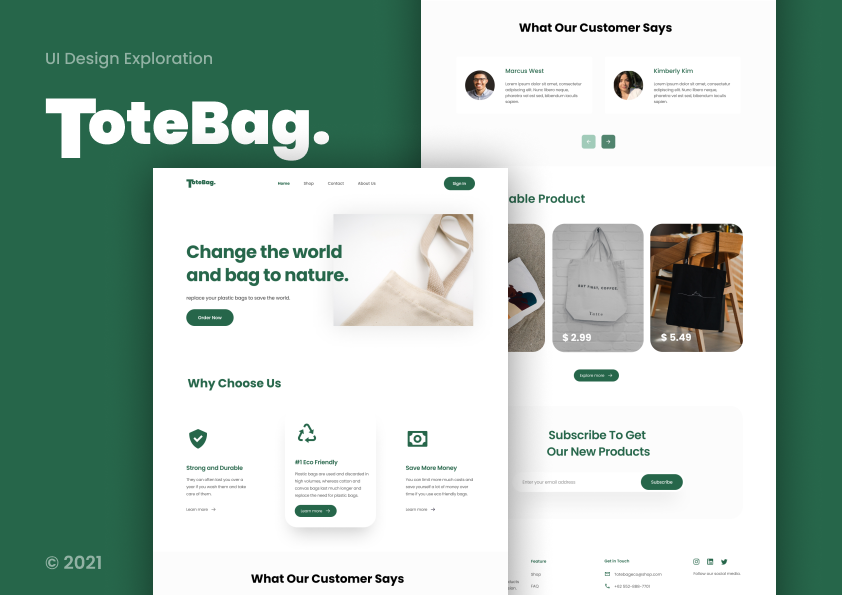 UI Design Exploration
ToteBag.
© 2021
ToteBag.
Home
Shop
Contact
About Us
Sign in
Change the world
and bag to nature.
replace your plastic bags to save the world.
Order Now
Why Choose Us
Strong and Durable
They can often last you over a
year if you wash them and take
care of them.
Learn more →
#1 Eco Friendly
Plastic bags are used and discarded in
high volumes, whereas cotton and
canvas bags last much longer and
replace the need for plastic bags.
Learn more →
Save More Money
You can limit more much costs and
save yourself a lot of money over
time if you use eco friendly bags.
Learn more →
What Our Customer Says
What Our Customer Says
Marcus West
Lorem ipsum dolor sit amet, consectetur
adipiscing elit. Nunc libero neque,
pharetra vel est sed, bibendum iaculis
sapien.
Kimberly Kim
Lorem ipsum dolor sit amet, consectetur
adipiscing elit. Nunc libero neque,
pharetra vel est sed, bibendum iaculis
sapien.
← →
able Product
BUT FIRST, COFFEE.
$ 2.99
$ 5.49
Explore more →
Subscribe To Get
Our New Products
Enter your email address
Subscribe
Feature
Shop
FAQ
Get in Touch
Totebageco@shop.com
Follow our social media.